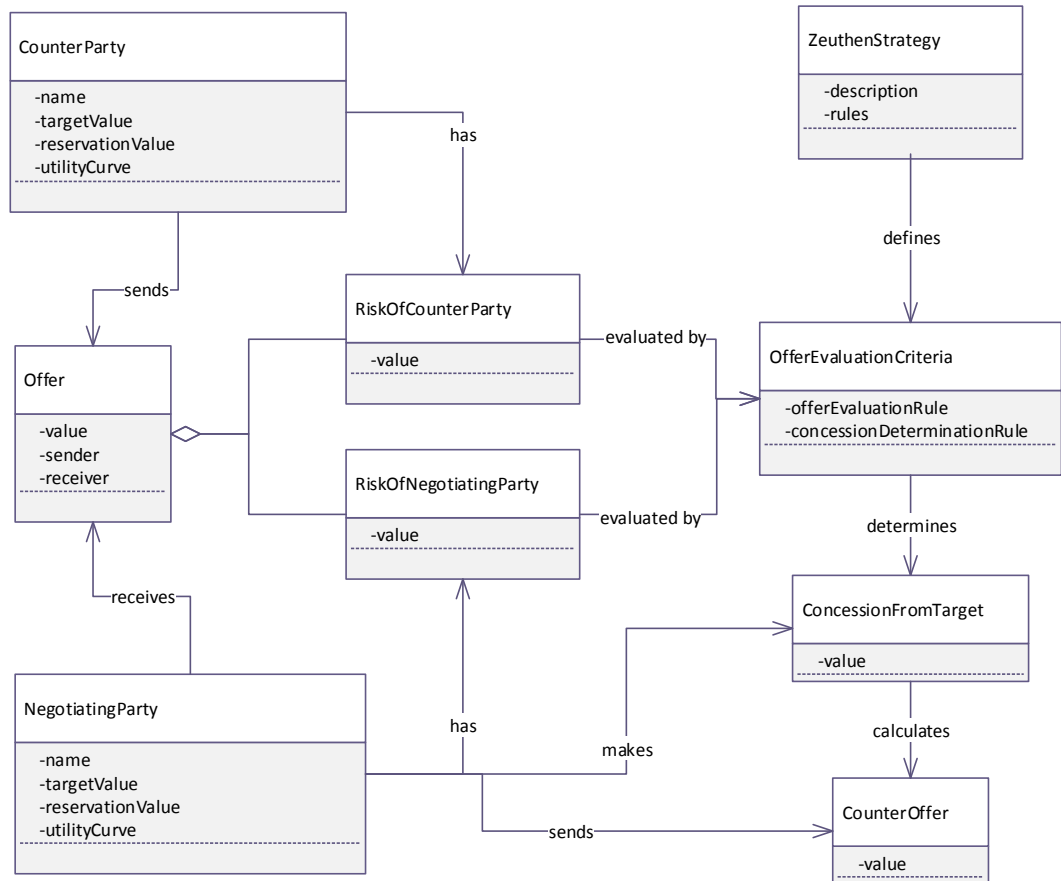 CounterParty
-name
-targetValue
-reservationValue
-utilityCurve
ZeuthenStrategy
-description
-rules
has
defines
sends
RiskOfCounterParty
-value
evaluated by
OfferEvaluationCriteria
-offerEvaluationRule
-concessionDeterminationRule
Offer
-value
-sender
-receiver
RiskOfNegotiatingParty
-value
evaluated by
determines
receives
ConcessionFromTarget
-value
NegotiatingParty
-name
-targetValue
-reservationValue
-utilityCurve
has
makes
calculates
sends
CounterOffer
-value